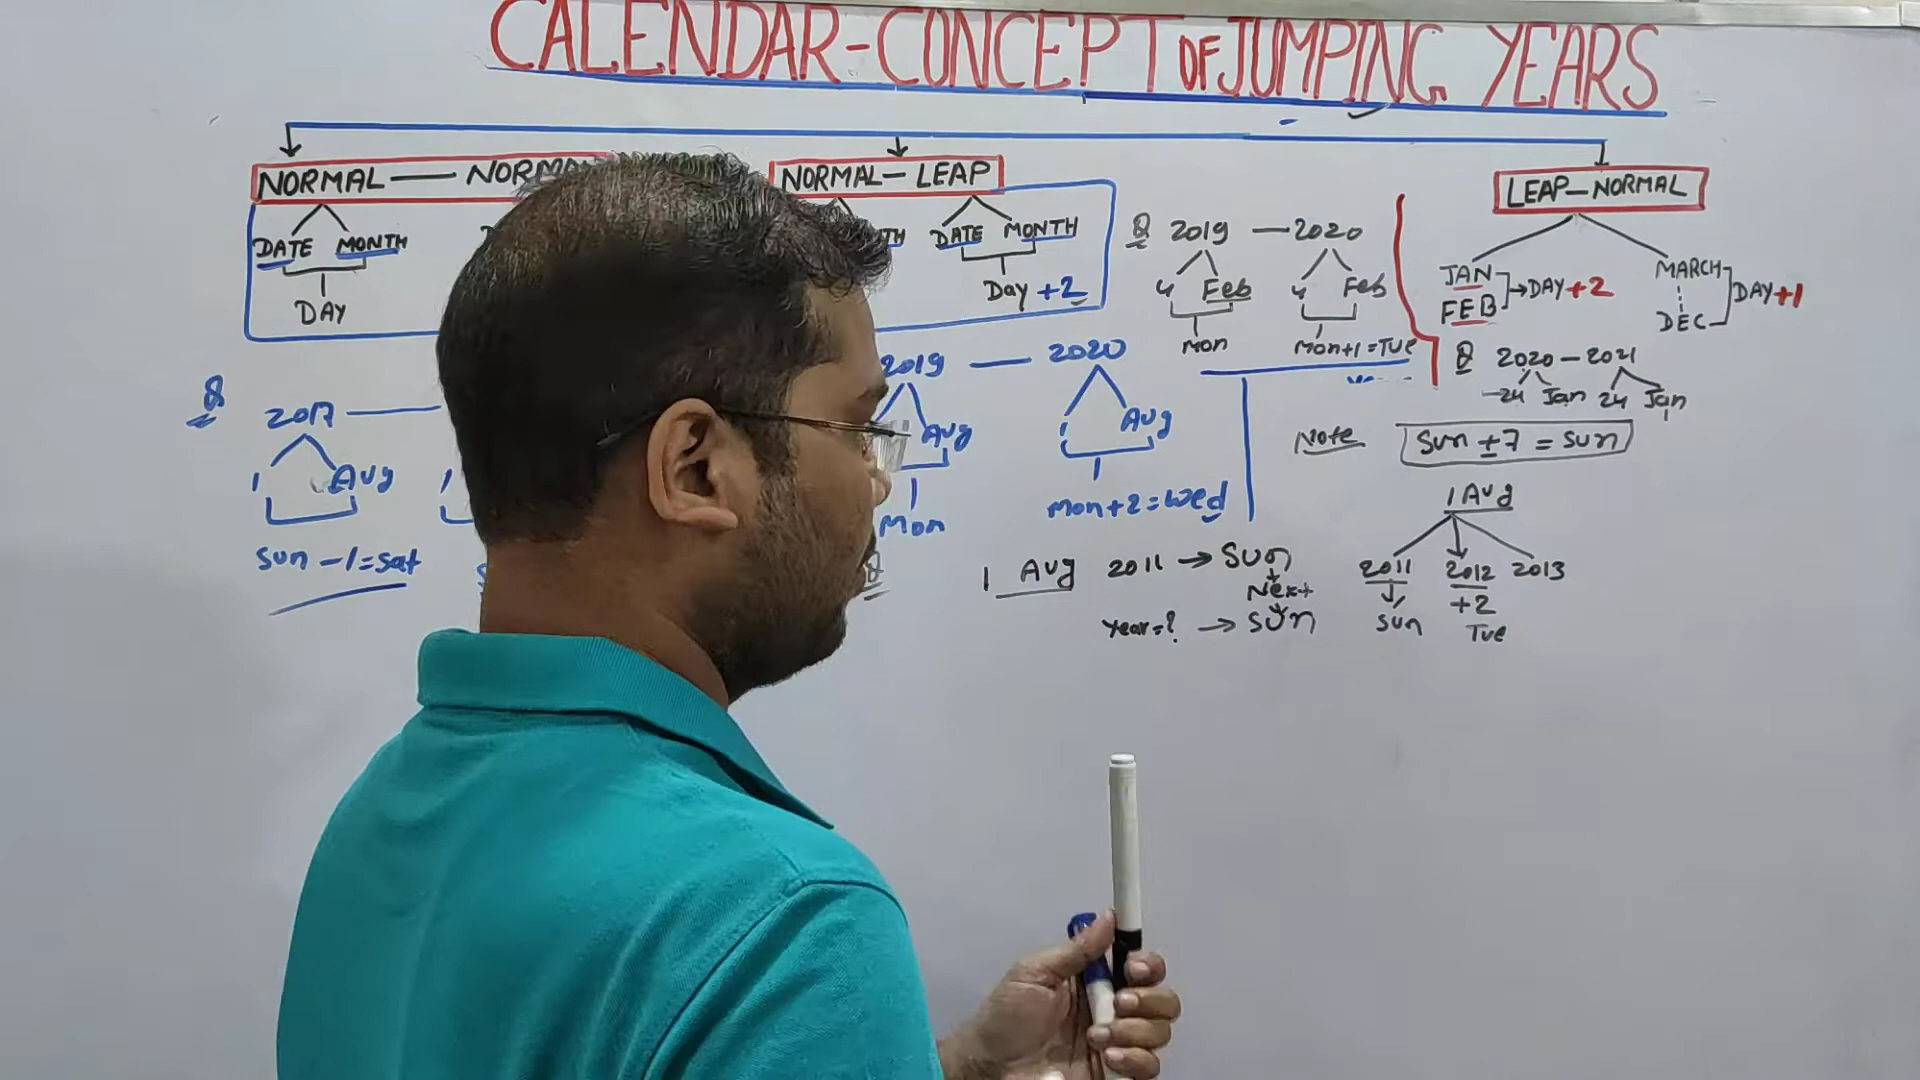 CALENDAR-CONCEPT OF JUMPING YEARS
NORMAL — NORMA
DATE MONTH
DAY
NORMAL — LEAP
TH DATE MONTH
Day +2
Q 2019 — 2020
4 Feb 4 Feb
Mon Mon+1=Tue
LEAP-NORMAL
JAN
FEB → DAY +2
MARCH
DEC
DAY +1
Q 2020 - 2021
24 Jan 24 Jan
Note Sun ± 7 = Sun
Q 2017
1 Aug 1
Sun -1 = Sat
2019 — 2020
Aug 1 Aug
Mon Mon+2=Wed
1 Aug 2011 → Sun
Next
Year=? → Sun
1 Aug
2011 2012 2013
+2
Sun Tue